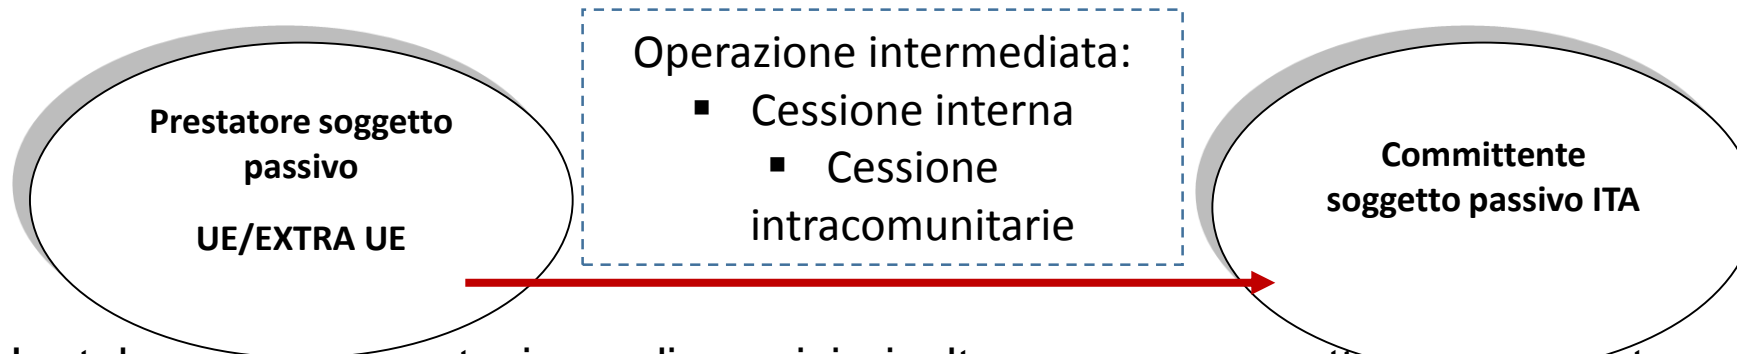 Operazione intermediata:
▪ Cessione interna
▪ Cessione
intracomunitarie
Prestatore soggetto
passivo
UE/EXTRA UE
Committente
soggetto passivo ITA